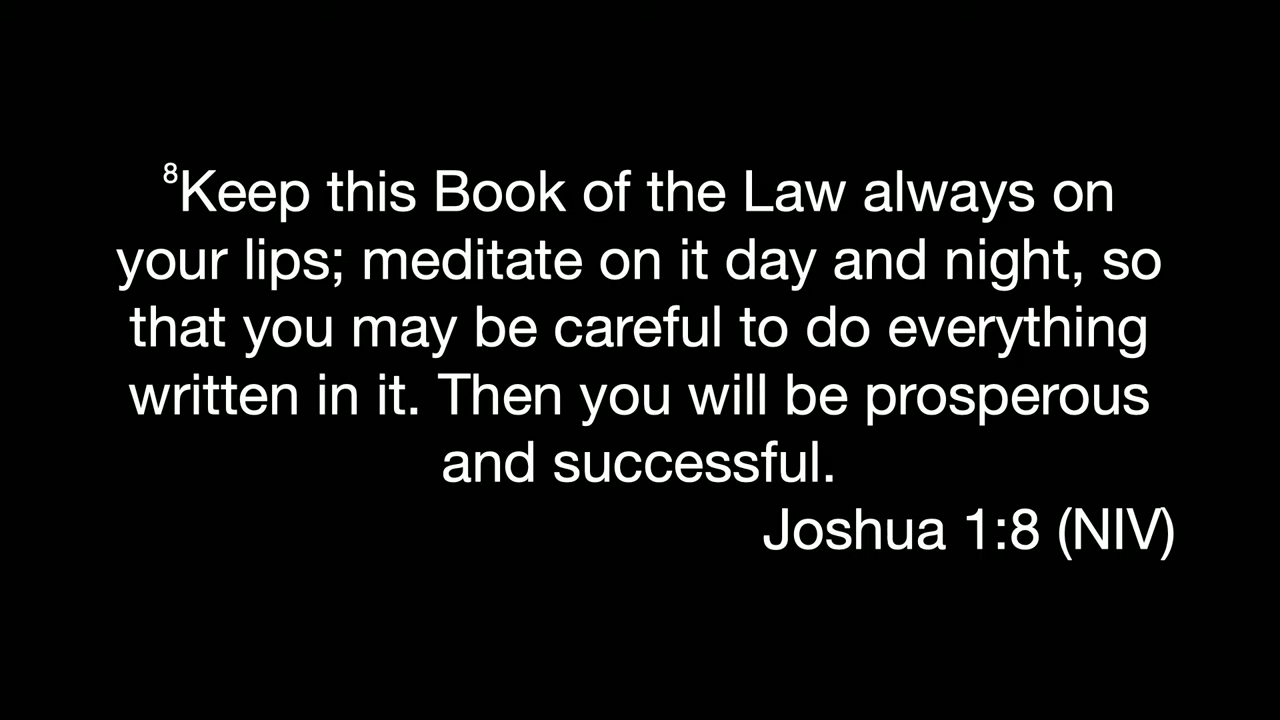 ⁸Keep this Book of the Law always on
your lips; meditate on it day and night, so
that you may be careful to do everything
written in it. Then you will be prosperous
and successful.
Joshua 1:8 (NIV)